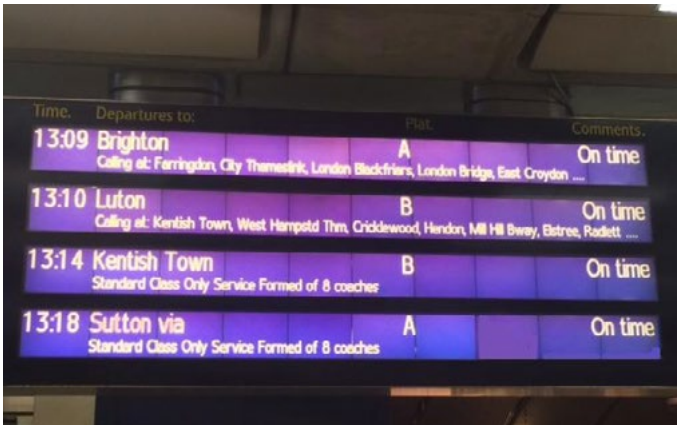 Time. Departures to: Plat. Comments.
13:09 Brighton A On time
Calling at: Farringdon, City Thameslink, London Blackfriars, London Bridge, East Croydon ....
13:10 Luton B On time
Calling at: Kentish Town, West Hampstd Thm, Cricklewood, Hendon, Mill Hill Bway, Elstree, Radlett ....
13:14 Kentish Town B On time
Standard Class Only Service Formed of 8 coaches
13:18 Sutton via A On time
Standard Class Only Service Formed of 8 coaches